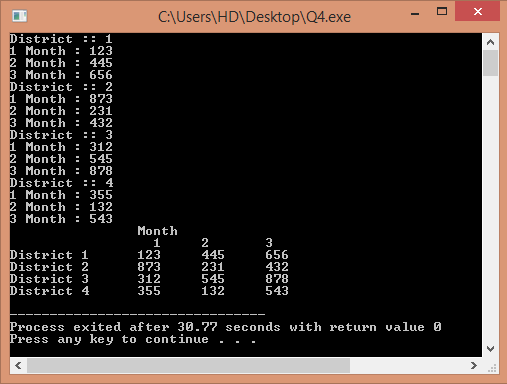 C:\Users\HD\Desktop\Q4.exe
District :: 1
1 Month : 123
2 Month : 445
3 Month : 656
District :: 2
1 Month : 873
2 Month : 231
3 Month : 432
District :: 3
1 Month : 312
2 Month : 545
3 Month : 878
District :: 4
1 Month : 355
2 Month : 132
3 Month : 543
Month
1 2 3
District 1 123 445 656
District 2 873 231 432
District 3 312 545 878
District 4 355 132 543
--------------------------------
Process exited after 30.77 seconds with return value 0
Press any key to continue . . .